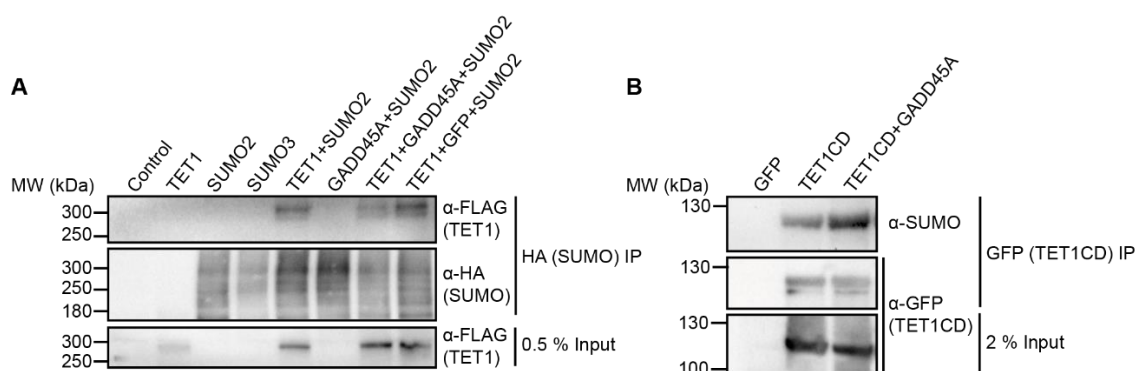 A
Control
TET1
SUMO2
SUMO3
TET1+SUMO2
GADD45A+SUMO2
TET1+GADD45A+SUMO2
TET1+GFP+SUMO2
MW (kDa)
300
250
α-FLAG
(TET1)
300
250
180
α-HA
(SUMO)
HA (SUMO) IP
300
250
α-FLAG
(TET1)
0.5 % Input
B
GFP
TET1CD
TET1CD+GADD45A
MW (kDa)
130
α-SUMO
130
GFP (TET1CD) IP
α-GFP
(TET1CD)
130
100
2 % Input